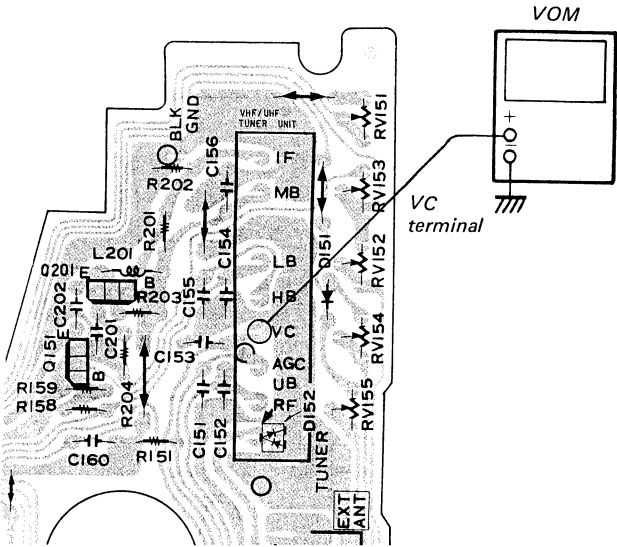 VOM
+
−
VHF/UHF
TUNER UNIT
BLK
GND
C156
IF
RV151
R202
MB
RV153
VC
terminal
R201
C154
Q151
L201
LB
RV152
Q201
E
B
C202
R203
C155
HB
E
C201
VC
RV154
Q151
C153
AGC
R159
B
UB
R158
R204
RF
D152
RV155
C151
C152
C160
R151
TUNER
EXT
ANT